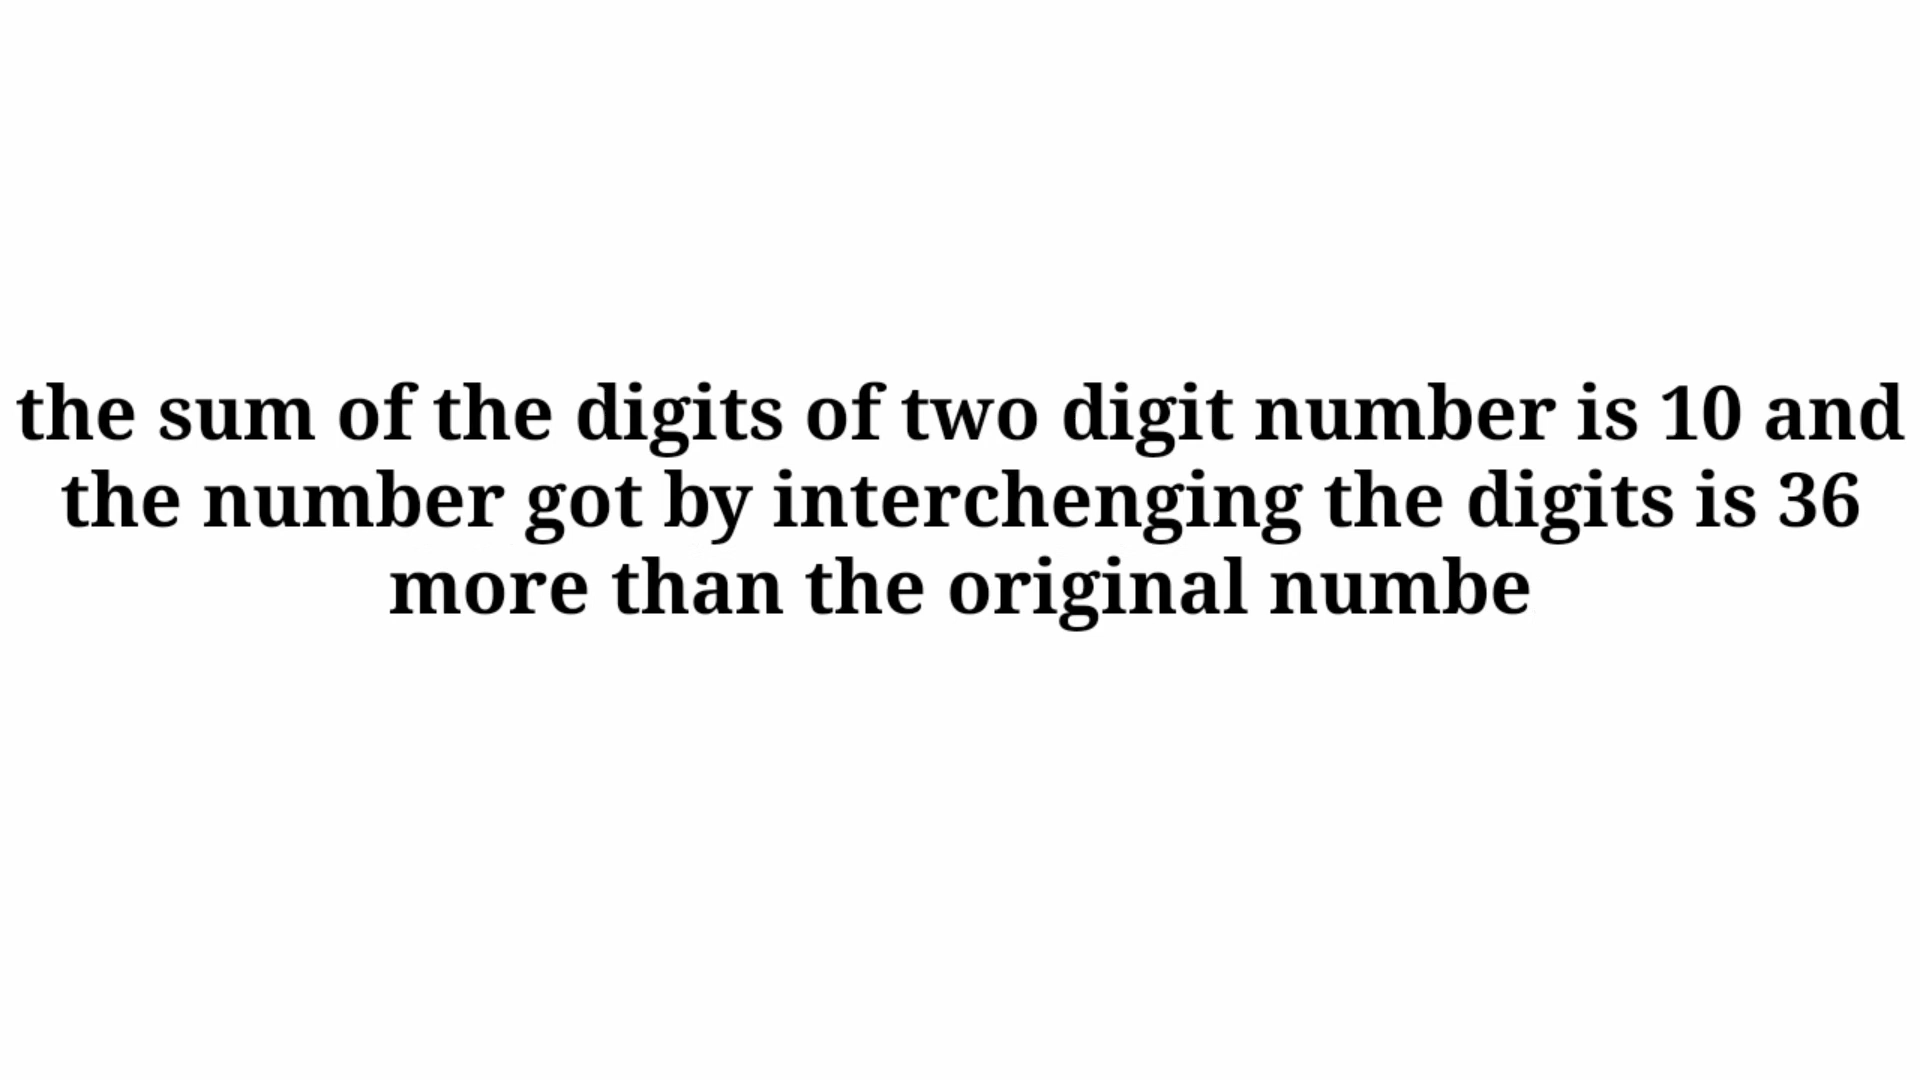 the sum of the digits of two digit number is 10 and
the number got by interchenging the digits is 36
more than the original numbe